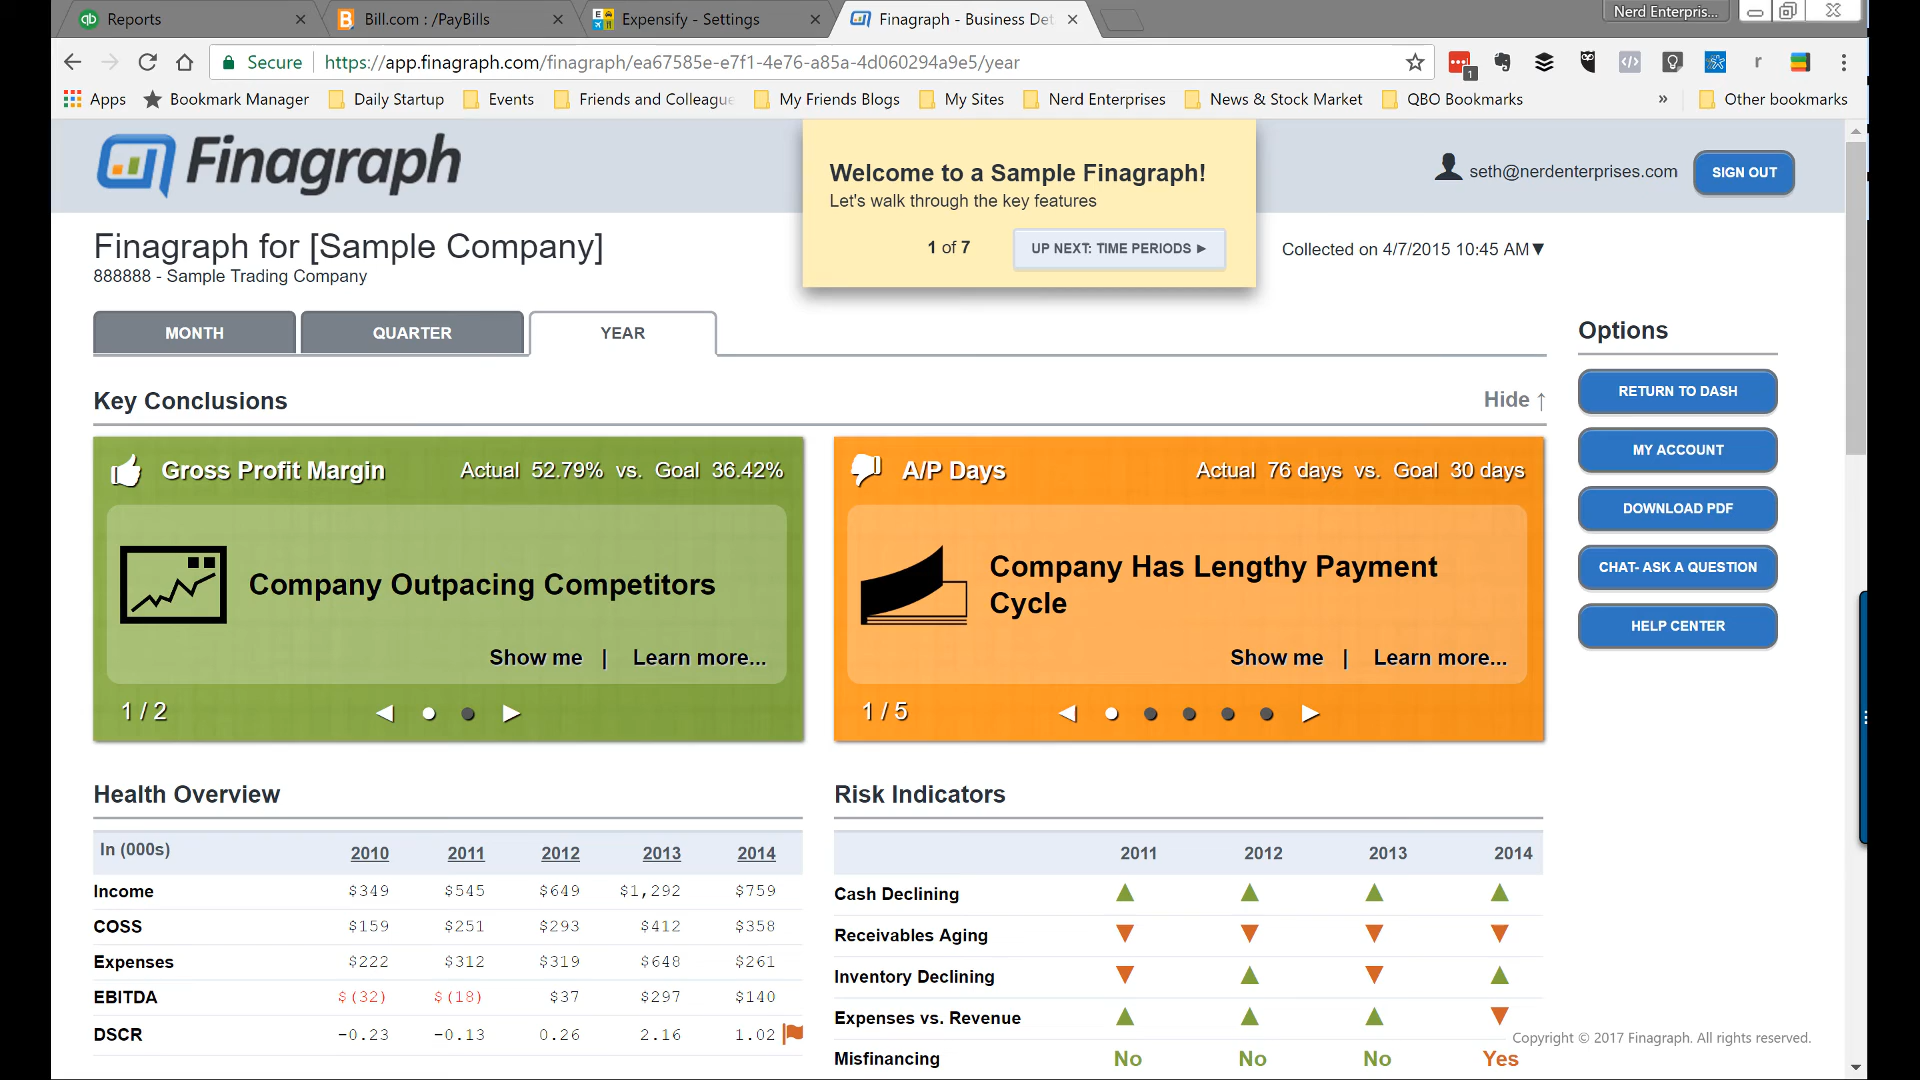 Reports
Bill.com : /PayBills
Expensify - Settings
Finagraph - Business Det
Nerd Enterpris...
Secure
https://app.finagraph.com/finagraph/ea67585e-e7f1-4e76-a85a-4d060294a9e5/year
1
r
Apps
Bookmark Manager
Daily Startup
Events
Friends and Colleague
My Friends Blogs
My Sites
Nerd Enterprises
News & Stock Market
QBO Bookmarks
»
Other bookmarks
Finagraph
Welcome to a Sample Finagraph!
Let's walk through the key features
1 of 7
UP NEXT: TIME PERIODS ►
seth@nerdenterprises.com
SIGN OUT
Finagraph for [Sample Company]
888888 - Sample Trading Company
Collected on 4/7/2015 10:45 AM▼
MONTH QUARTER YEAR
Key Conclusions
Hide ↑
Gross Profit Margin Actual 52.79% vs. Goal 36.42%
Company Outpacing Competitors
Show me | Learn more...
1 / 2
A/P Days Actual 76 days vs. Goal 30 days
Company Has Lengthy Payment
Cycle
Show me | Learn more...
1 / 5
Options
RETURN TO DASH
MY ACCOUNT
DOWNLOAD PDF
CHAT- ASK A QUESTION
HELP CENTER
Health Overview
In (000s) 2010 2011 2012 2013 2014
Income $349 $545 $649 $1,292 $759
COSS $159 $251 $293 $412 $358
Expenses $222 $312 $319 $648 $261
EBITDA $(32) $(18) $37 $297 $140
DSCR -0.23 -0.13 0.26 2.16 1.02
Risk Indicators
2011 2012 2013 2014
Cash Declining ▲ ▲ ▲ ▲
Receivables Aging ▼ ▼ ▼ ▼
Inventory Declining ▼ ▲ ▼ ▲
Expenses vs. Revenue ▲ ▲ ▲ ▼
Misfinancing No No No Yes
Copyright © 2017 Finagraph. All rights reserved.